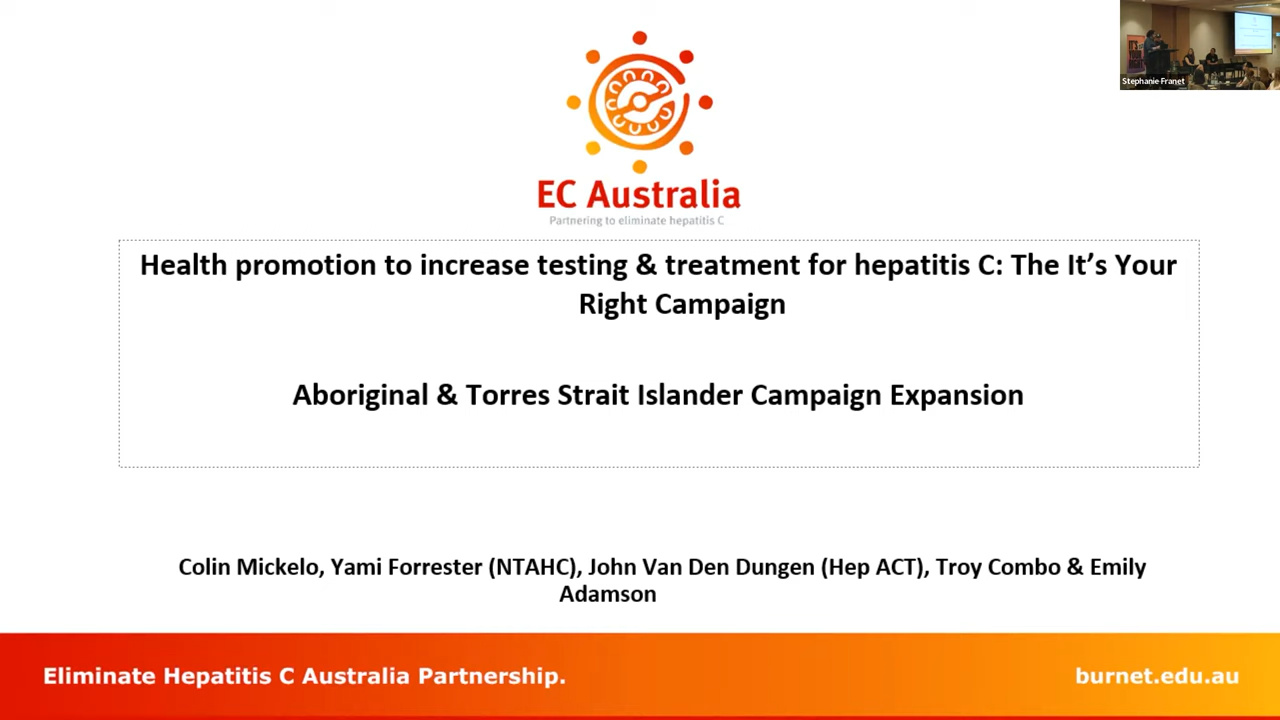 Stephanie Franet
EC Australia
Partnering to eliminate hepatitis C
Health promotion to increase testing & treatment for hepatitis C: The It’s Your
Right Campaign
Aboriginal & Torres Strait Islander Campaign Expansion
Colin Mickelo, Yami Forrester (NTAHC), John Van Den Dungen (Hep ACT), Troy Combo & Emily
Adamson
Eliminate Hepatitis C Australia Partnership.
burnet.edu.au